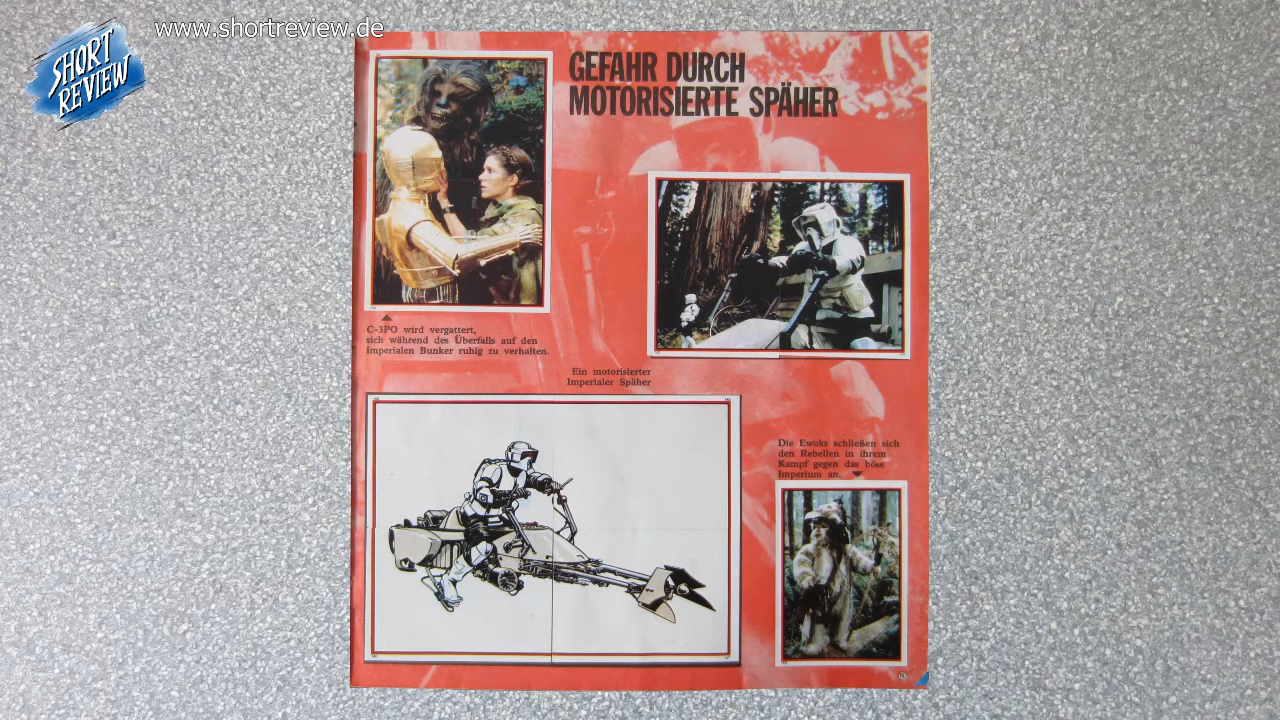 www.shortreview.de
SHORT
REVIEW
GEFAHR DURCH
MOTORISIERTE SPÄHER
C-3PO wird vergattert,
sich während des Überfalls auf den
Imperialen Bunker ruhig zu verhalten.
Ein motorisierter
Imperialer Späher
Die Ewoks schließen sich
den Rebellen in ihrem
Kampf gegen das böse
Imperium an.